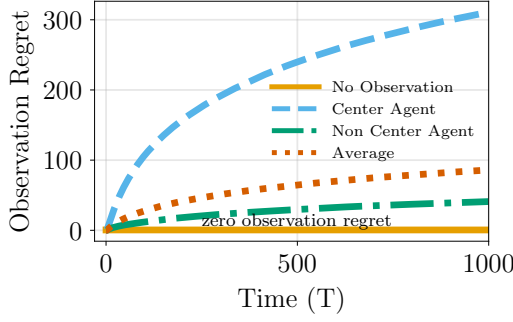 Observation Regret
300
200
100
0
No Observation
Center Agent
Non Center Agent
Average
zero observation regret
0
500
1000
Time (T)